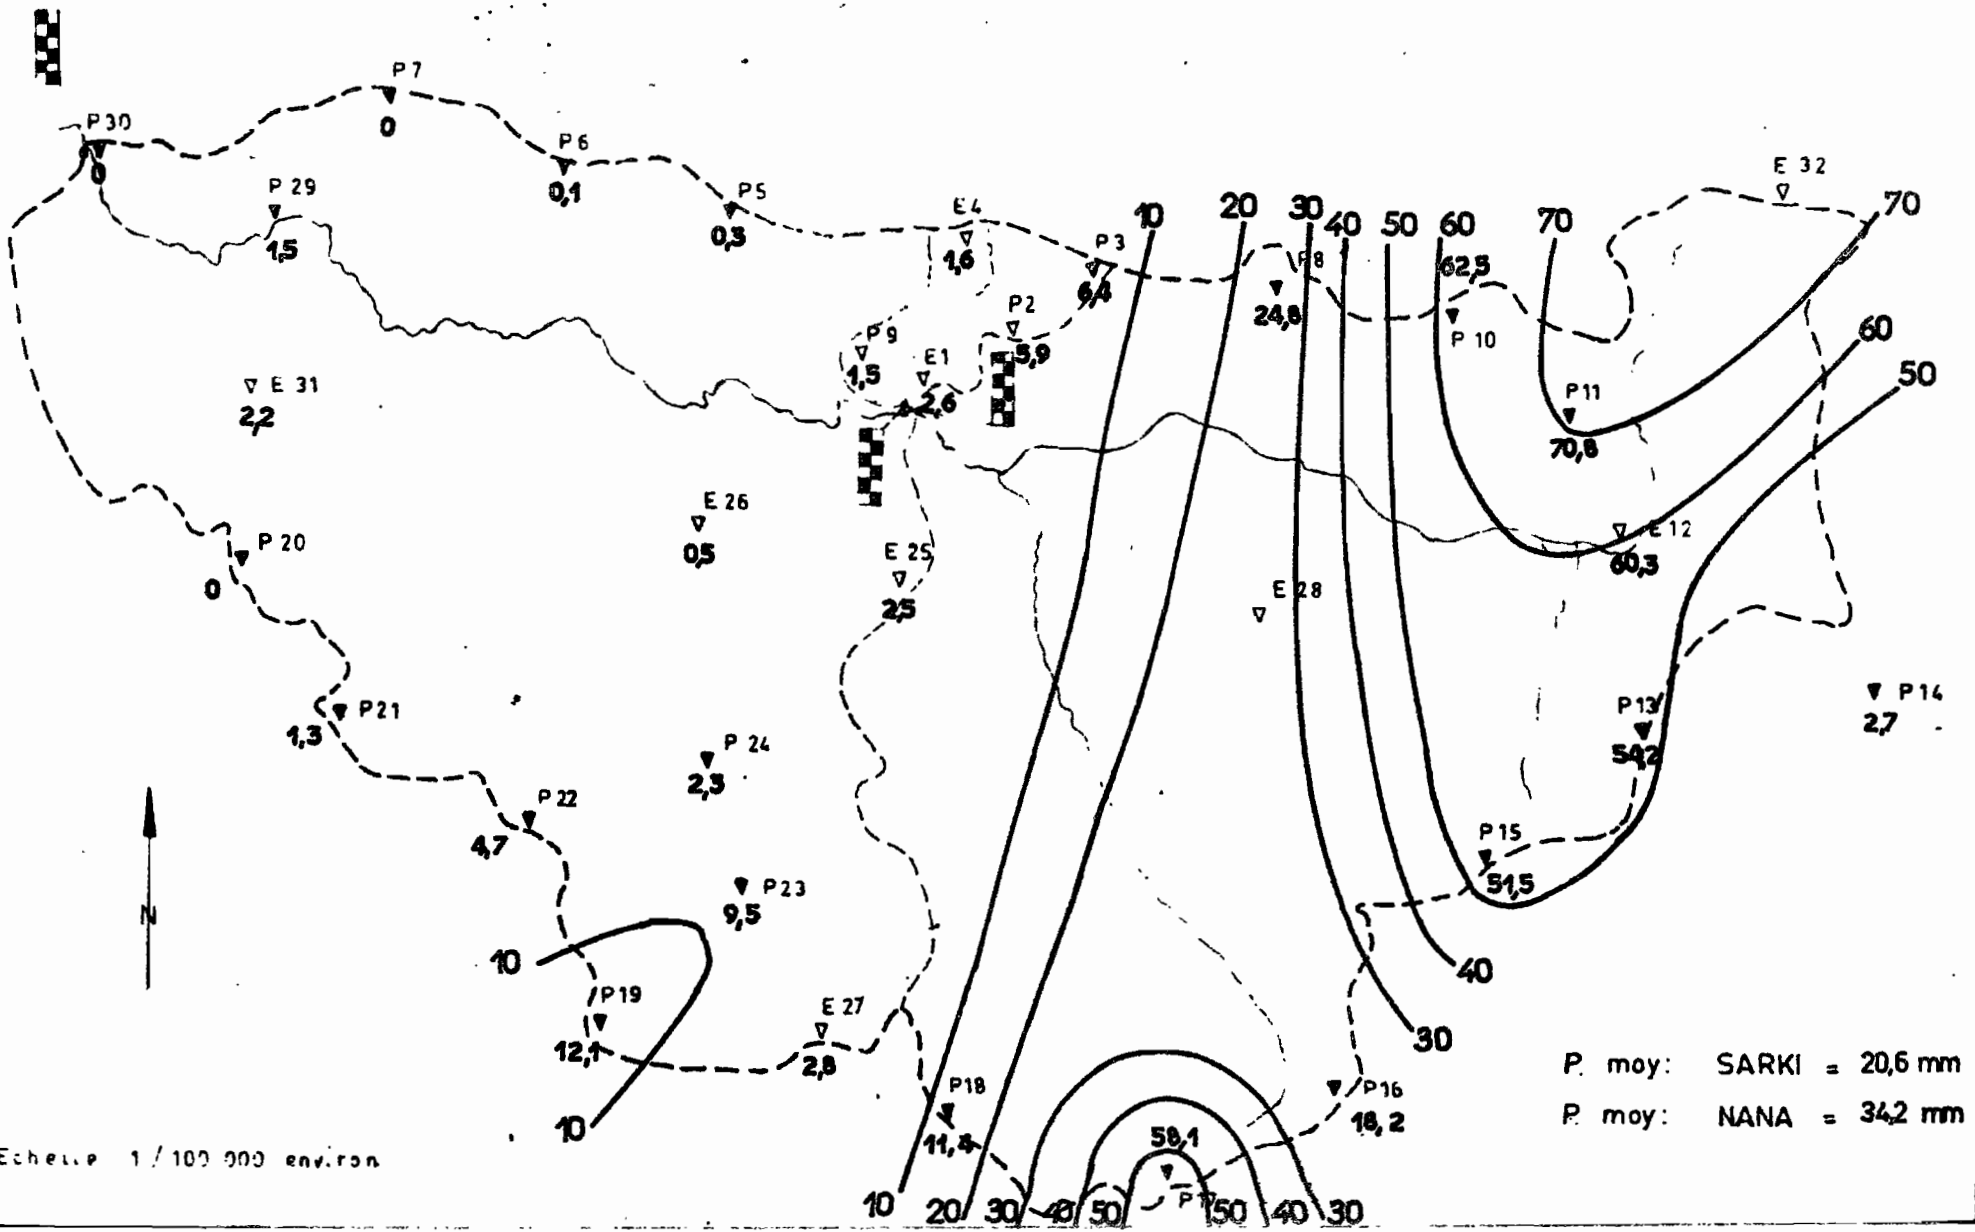 P 7
0
P 30
0
P 6
0,1
P 29
1,5
P 5
0,3
E 4
1,6
P 3
6,4
10
20
30
40
50
60
70
70
E 32
P 8
24,8
62,5
P 10
P 2
5,9
P 9
1,5
E 1
2,6
60
50
E 31
2,2
P 11
70,8
E 26
0,5
E 25
2,5
E 12
60,3
P 20
0
E 28
P 21
1,3
P 13
54,2
P 14
2,7
P 24
2,3
P 22
4,7
P 15
51,5
P 23
9,5
N
10
40
P 19
12,1
E 27
2,8
30
P 18
11,4
P 16
18,2
58,1
10
P. moy: SARKI = 20,6 mm
P. moy: NANA = 34,2 mm
Echelle 1 / 100 000 environ
10
20
30
40
50
50
40
30